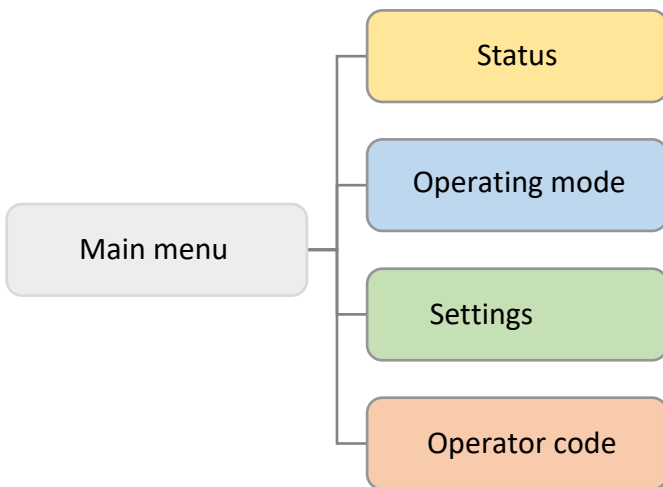 Status
Operating mode
Main menu
Settings
Operator code